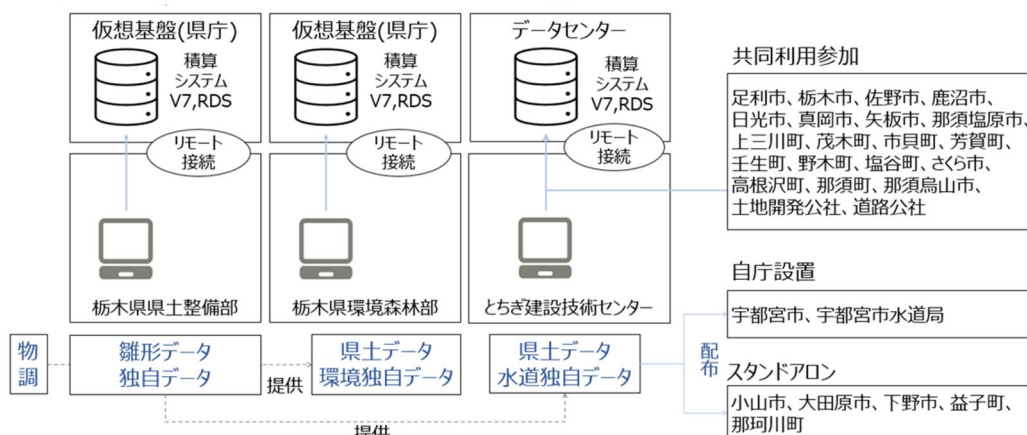 仮想基盤(県庁)
積算
システム
V7,RDS
リモート
接続
栃木県県土整備部
仮想基盤(県庁)
積算
システム
V7,RDS
リモート
接続
栃木県環境森林部
データセンター
積算
システム
V7,RDS
リモート
接続
とちぎ建設技術センター
共同利用参加
足利市、栃木市、佐野市、鹿沼市、
日光市、真岡市、矢板市、那須塩原市、
上三川町、茂木町、市貝町、芳賀町、
壬生町、野木町、塩谷町、さくら市、
高根沢町、那須町、那須烏山市、
土地開発公社、道路公社
自庁設置
宇都宮市、宇都宮市水道局
スタンドアロン
小山市、大田原市、下野市、益子町、
那珂川町
物
調
雛形データ
独自データ
提供
県土データ
環境独自データ
県土データ
水道独自データ
配
布
提供